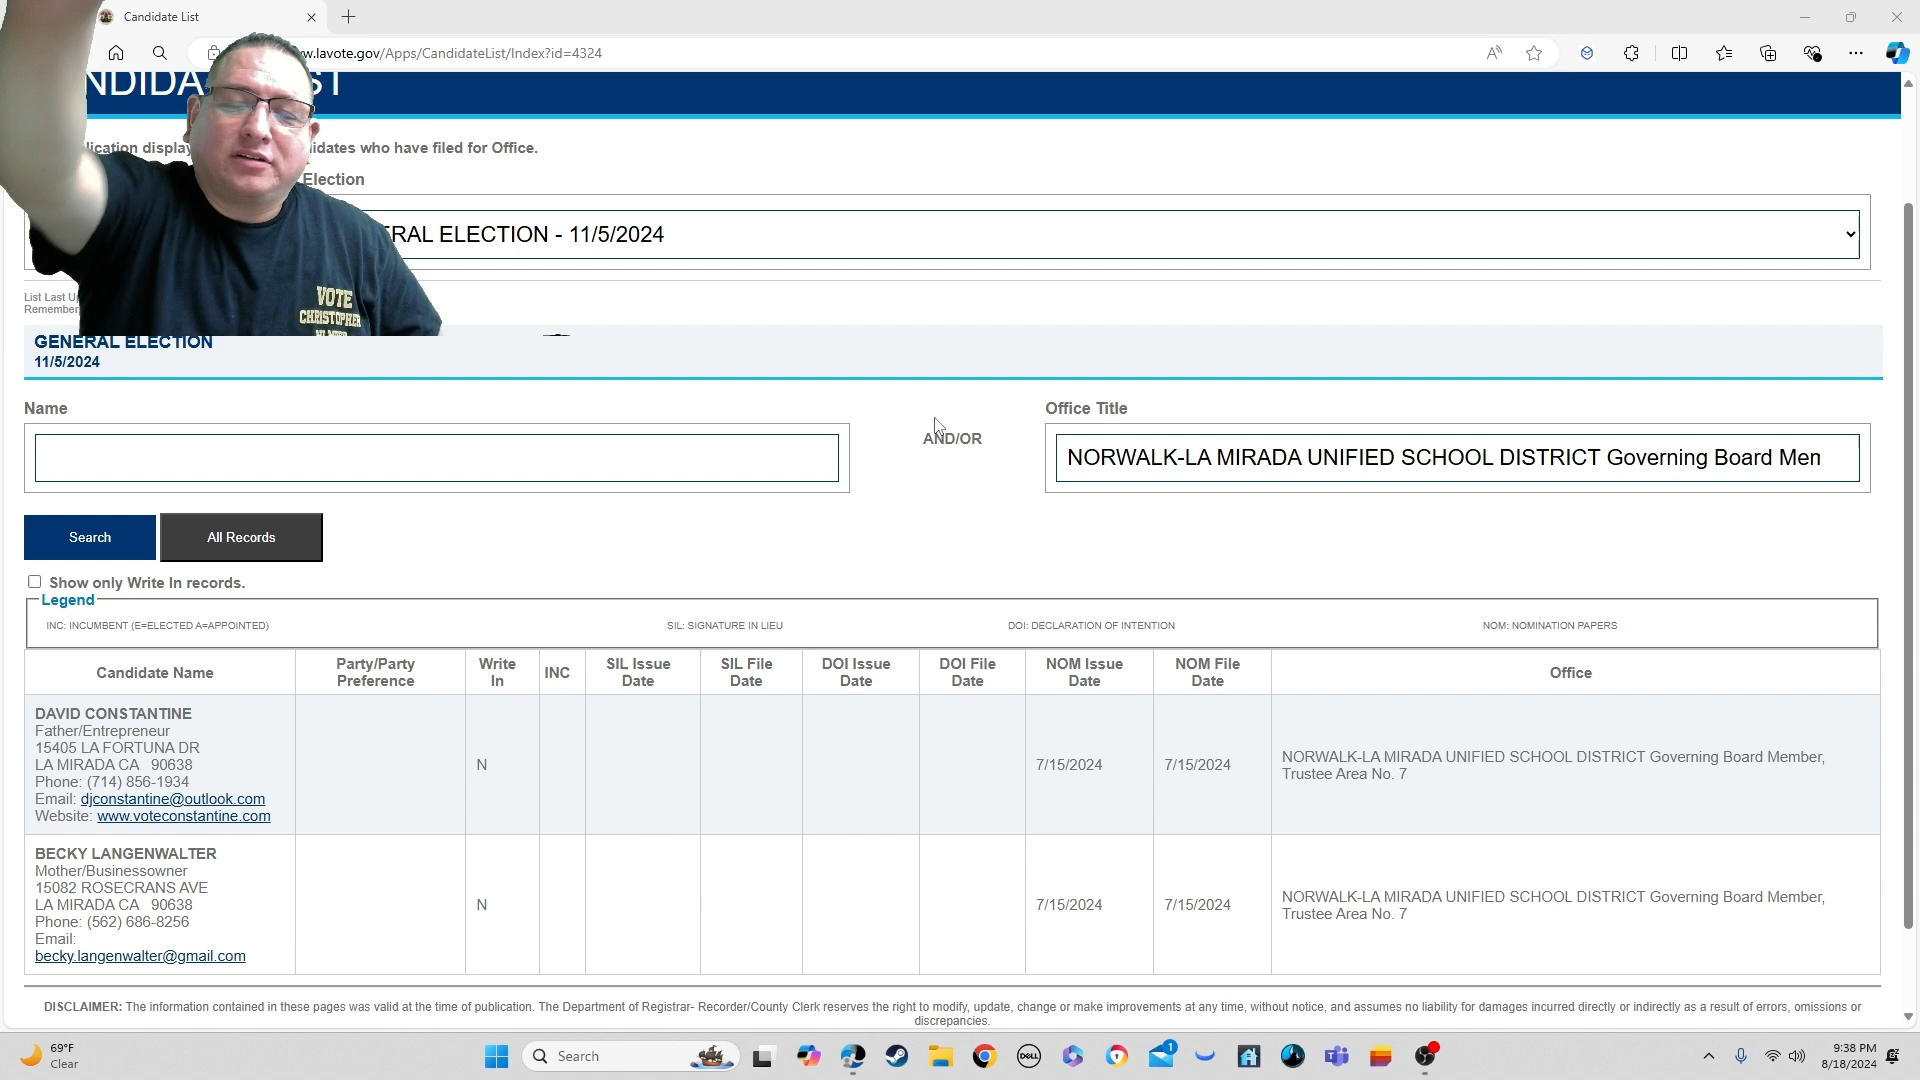 Candidate List
w.lavote.gov/Apps/CandidateList/Index?id=4324
NDIDA ST
lication display idates who have filed for Office.
Election
RAL ELECTION - 11/5/2024
List Last Up
Remember
VOTE
CHRISTOPHER
GENERAL ELECTION
11/5/2024
Name
AND/OR
Office Title
NORWALK-LA MIRADA UNIFIED SCHOOL DISTRICT Governing Board Men
Search
All Records
Show only Write In records.
Legend
INC: INCUMBENT (E=ELECTED A=APPOINTED) SIL: SIGNATURE IN LIEU DOI: DECLARATION OF INTENTION NOM: NOMINATION PAPERS
Candidate Name
Party/Party
Preference
Write
In
INC
SIL Issue
Date
SIL File
Date
DOI Issue
Date
DOI File
Date
NOM Issue
Date
NOM File
Date
Office
DAVID CONSTANTINE
Father/Entrepreneur
15405 LA FORTUNA DR
LA MIRADA CA 90638
Phone: (714) 856-1934
Email: djconstantine@outlook.com
Website: www.voteconstantine.com
N
7/15/2024
7/15/2024
NORWALK-LA MIRADA UNIFIED SCHOOL DISTRICT Governing Board Member,
Trustee Area No. 7
BECKY LANGENWALTER
Mother/Businessowner
15082 ROSECRANS AVE
LA MIRADA CA 90638
Phone: (562) 686-8256
Email:
becky.langenwalter@gmail.com
N
7/15/2024
7/15/2024
NORWALK-LA MIRADA UNIFIED SCHOOL DISTRICT Governing Board Member,
Trustee Area No. 7
DISCLAIMER: The information contained in these pages was valid at the time of publication. The Department of Registrar- Recorder/County Clerk reserves the right to modify, update, change or make improvements at any time, without notice, and assumes no liability for damages incurred directly or indirectly as a result of errors, omissions or
discrepancies.
69°F
Clear
Search
DELL
1
9:38 PM
8/18/2024